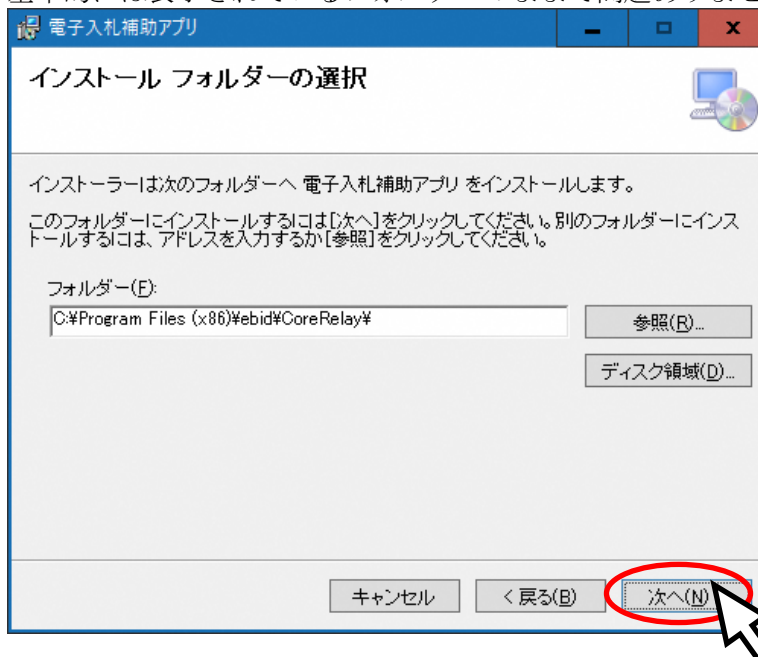 電子入札補助アプリ
インストール フォルダーの選択
インストーラーは次のフォルダーへ 電子入札補助アプリ をインストールします。
このフォルダーにインストールするには[次へ]をクリックしてください。別のフォルダーにインス
トールするには、アドレスを入力するか[参照]をクリックしてください。
フォルダー(F):
C:¥Program Files (x86)¥ebid¥CoreRelay¥
参照(R)...
ディスク領域(D)...
キャンセル
< 戻る(B)
次へ(N)